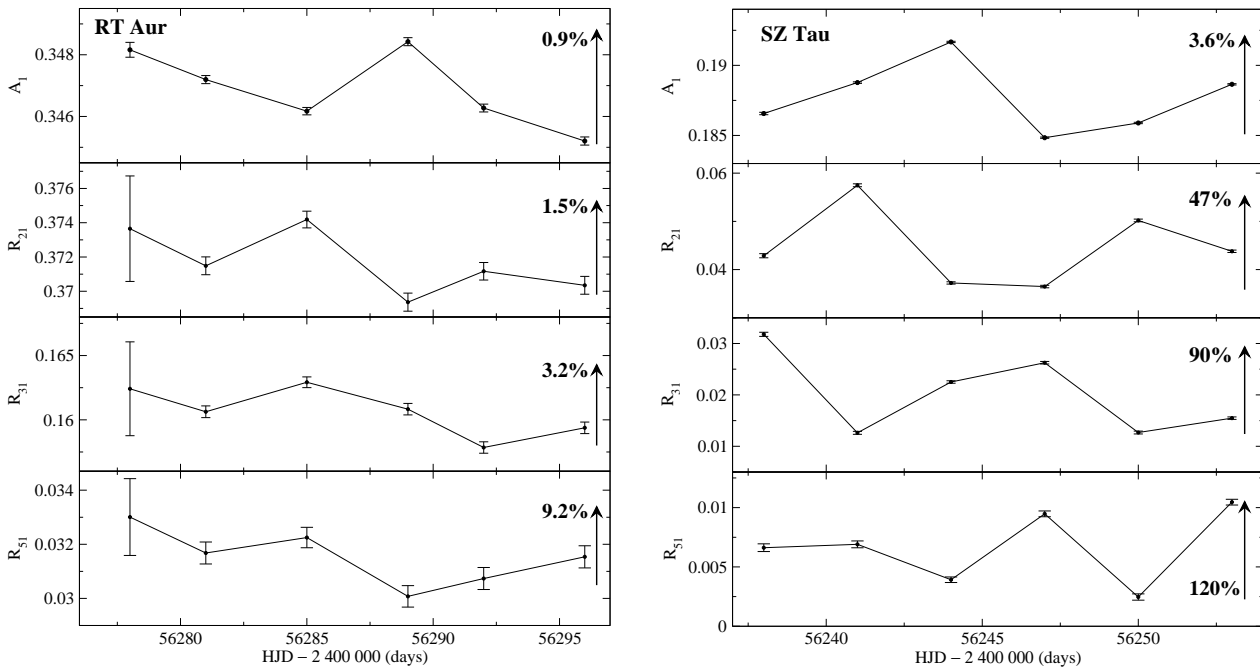 RT Aur
0.9%
0.348
0.346
A1
1.5%
0.376
0.374
0.372
0.37
R21
3.2%
0.165
0.16
R31
9.2%
0.034
0.032
0.03
R51
56280 56285 56290 56295
HJD – 2 400 000 (days)
SZ Tau
3.6%
0.19
0.185
A1
47%
0.06
0.04
R21
90%
0.03
0.02
0.01
R31
0.01
0.005
0
120%
R51
56240 56245 56250
HJD – 2 400 000 (days)